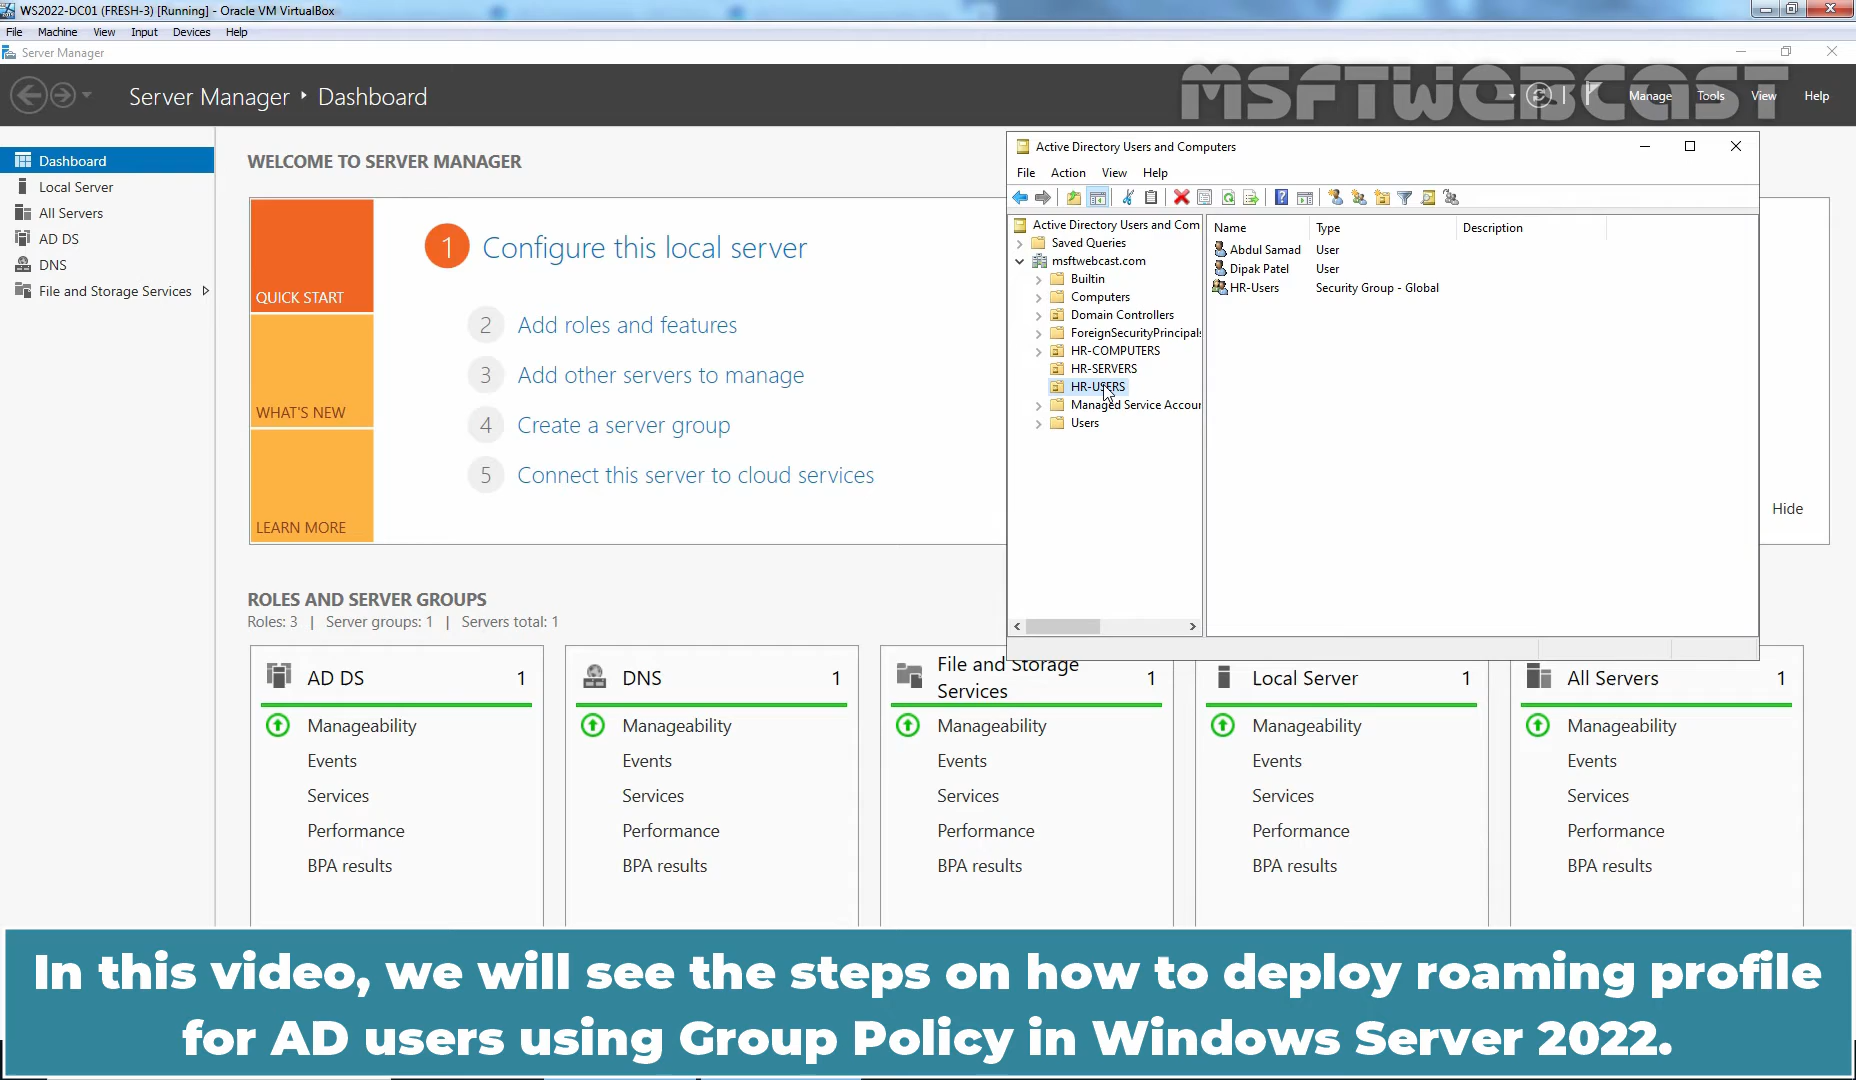 WS2022-DC01 (FRESH-3) [Running] - Oracle VM VirtualBox
File Machine View Input Devices Help
Server Manager
Server Manager ‣ Dashboard
MSFTWEBCAST
Manage Tools View Help
Dashboard
Local Server
All Servers
AD DS
DNS
File and Storage Services
WELCOME TO SERVER MANAGER
QUICK START
WHAT'S NEW
LEARN MORE
1 Configure this local server
2 Add roles and features
3 Add other servers to manage
4 Create a server group
5 Connect this server to cloud services
Hide
Active Directory Users and Computers
File Action View Help
Active Directory Users and Com
Saved Queries
msftwebcast.com
Builtin
Computers
Domain Controllers
ForeignSecurityPrincipals
HR-COMPUTERS
HR-SERVERS
HR-USERS
Managed Service Accour
Users
Name Type Description
Abdul Samad User
Dipak Patel User
HR-Users Security Group - Global
ROLES AND SERVER GROUPS
Roles: 3 | Server groups: 1 | Servers total: 1
AD DS 1
Manageability
Events
Services
Performance
BPA results
DNS 1
Manageability
Events
Services
Performance
BPA results
File and Storage
Services 1
Manageability
Events
Services
Performance
BPA results
Local Server 1
Manageability
Events
Services
Performance
BPA results
All Servers 1
Manageability
Events
Services
Performance
BPA results
In this video, we will see the steps on how to deploy roaming profile
for AD users using Group Policy in Windows Server 2022.